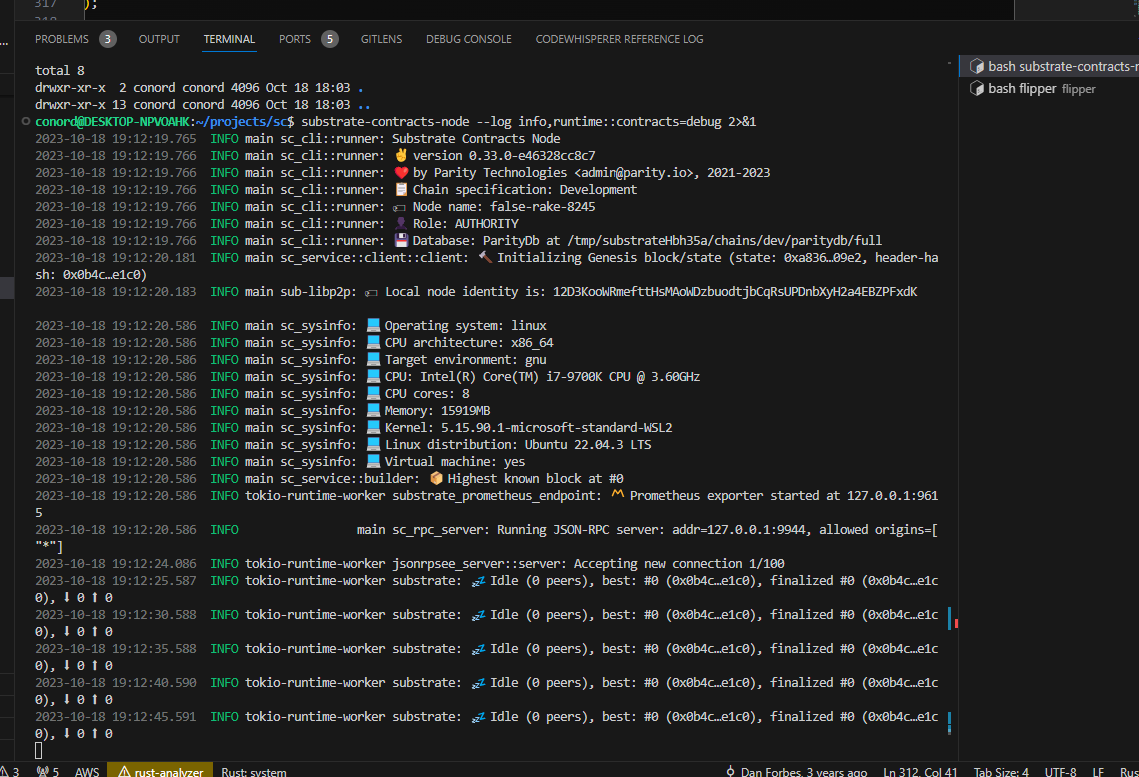 317 );
318
PROBLEMS 3 OUTPUT TERMINAL PORTS 5 GITLENS DEBUG CONSOLE CODEWHISPERER REFERENCE LOG
total 8
drwxr-xr-x  2 conord conord 4096 Oct 18 18:03 .
drwxr-xr-x 13 conord conord 4096 Oct 18 18:03 ..
conord@DESKTOP-NPVOAHK:~/projects/sc$ substrate-contracts-node --log info,runtime::contracts=debug 2>&1
2023-10-18 19:12:19.765  INFO main sc_cli::runner: Substrate Contracts Node
2023-10-18 19:12:19.766  INFO main sc_cli::runner: ✌️ version 0.33.0-e46328cc8c7
2023-10-18 19:12:19.766  INFO main sc_cli::runner: ❤️ by Parity Technologies <admin@parity.io>, 2021-2023
2023-10-18 19:12:19.766  INFO main sc_cli::runner: 📋 Chain specification: Development
2023-10-18 19:12:19.766  INFO main sc_cli::runner: 🏷 Node name: false-rake-8245
2023-10-18 19:12:19.766  INFO main sc_cli::runner: 👤 Role: AUTHORITY
2023-10-18 19:12:19.766  INFO main sc_cli::runner: 💾 Database: ParityDb at /tmp/substrateHbh35a/chains/dev/paritydb/full
2023-10-18 19:12:20.181  INFO main sc_service::client::client: 🔨 Initializing Genesis block/state (state: 0xa836…09e2, header-ha
sh: 0x0b4c…e1c0)
2023-10-18 19:12:20.183  INFO main sub-libp2p: 🏷 Local node identity is: 12D3KooWRmefttHsMAoWDzbuodtjbCqRsUPDnbXyH2a4EBZPFxdK
2023-10-18 19:12:20.586  INFO main sc_sysinfo: 💻 Operating system: linux
2023-10-18 19:12:20.586  INFO main sc_sysinfo: 💻 CPU architecture: x86_64
2023-10-18 19:12:20.586  INFO main sc_sysinfo: 💻 Target environment: gnu
2023-10-18 19:12:20.586  INFO main sc_sysinfo: 💻 CPU: Intel(R) Core(TM) i7-9700K CPU @ 3.60GHz
2023-10-18 19:12:20.586  INFO main sc_sysinfo: 💻 CPU cores: 8
2023-10-18 19:12:20.586  INFO main sc_sysinfo: 💻 Memory: 15919MB
2023-10-18 19:12:20.586  INFO main sc_sysinfo: 💻 Kernel: 5.15.90.1-microsoft-standard-WSL2
2023-10-18 19:12:20.586  INFO main sc_sysinfo: 💻 Linux distribution: Ubuntu 22.04.3 LTS
2023-10-18 19:12:20.586  INFO main sc_sysinfo: 💻 Virtual machine: yes
2023-10-18 19:12:20.586  INFO main sc_service::builder: 📦 Highest known block at #0
2023-10-18 19:12:20.586  INFO tokio-runtime-worker substrate_prometheus_endpoint: 〽️ Prometheus exporter started at 127.0.0.1:961
5
2023-10-18 19:12:20.586  INFO                 main sc_rpc_server: Running JSON-RPC server: addr=127.0.0.1:9944, allowed origins=[
"*"]
2023-10-18 19:12:24.086  INFO tokio-runtime-worker jsonrpsee_server::server: Accepting new connection 1/100
2023-10-18 19:12:25.587  INFO tokio-runtime-worker substrate: 💤 Idle (0 peers), best: #0 (0x0b4c…e1c0), finalized #0 (0x0b4c…e1c
0), ⬇ 0 ⬆ 0
2023-10-18 19:12:30.588  INFO tokio-runtime-worker substrate: 💤 Idle (0 peers), best: #0 (0x0b4c…e1c0), finalized #0 (0x0b4c…e1c
0), ⬇ 0 ⬆ 0
2023-10-18 19:12:35.588  INFO tokio-runtime-worker substrate: 💤 Idle (0 peers), best: #0 (0x0b4c…e1c0), finalized #0 (0x0b4c…e1c
0), ⬇ 0 ⬆ 0
2023-10-18 19:12:40.590  INFO tokio-runtime-worker substrate: 💤 Idle (0 peers), best: #0 (0x0b4c…e1c0), finalized #0 (0x0b4c…e1c
0), ⬇ 0 ⬆ 0
2023-10-18 19:12:45.591  INFO tokio-runtime-worker substrate: 💤 Idle (0 peers), best: #0 (0x0b4c…e1c0), finalized #0 (0x0b4c…e1c
0), ⬇ 0 ⬆ 0
bash substrate-contracts-
bash flipper flipper
3 5 AWS rust-analyzer Rust: system Dan Forbes, 3 years ago Ln 312, Col 41 Tab Size: 4 UTF-8 LF Rus